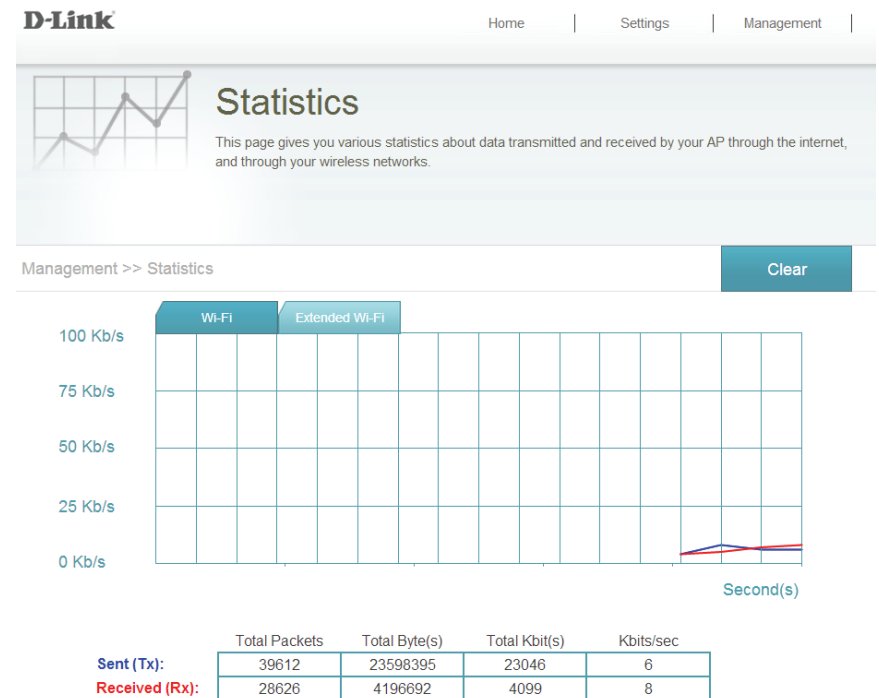 D-Link
Home Settings Management
Statistics
This page gives you various statistics about data transmitted and received by your AP through the internet,
and through your wireless networks.
Management >> Statistics
Clear
Wi-Fi Extended Wi-Fi
100 Kb/s
75 Kb/s
50 Kb/s
25 Kb/s
0 Kb/s
Second(s)
Total Packets Total Byte(s) Total Kbit(s) Kbits/sec
Sent (Tx): 39612 23598395 23046 6
Received (Rx): 28626 4196692 4099 8